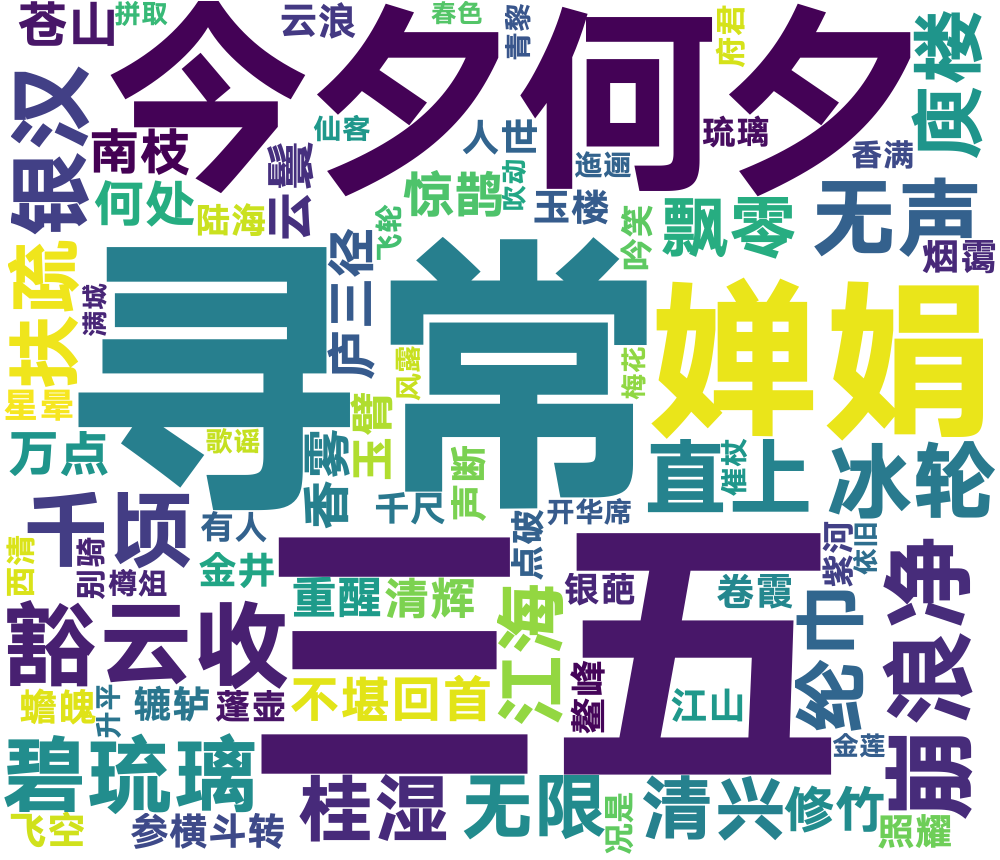 苍山
拼取
云浪
春色
青黎
府君
今夕何夕
庾楼
银汉
南枝
仙客
人世
琉璃
香满
云鬟
迤逦
何处
陆海
惊鹊
吹动
玉楼
飘零
无声
飞轮
吟笑
烟霭
扶疏
满城
庐三径
寻常
婵娟
风露
梅花
星晕
玉臂
万点
歌谣
香雾
声断
直上
催杖
冰轮
千顷
有人
千尺
点破
开华席
紫河
依旧
西清
别骑
樽俎
金井
三五
重醒
清辉
银葩
卷霞
崩浪净
豁云收
江海
纶巾
蟾魄
升平
辘轳
蓬壶
不堪回首
鳌峰
江山
金莲
碧琉璃
桂湿
无限
况是
清兴
修竹
飞空
参横斗转
照耀